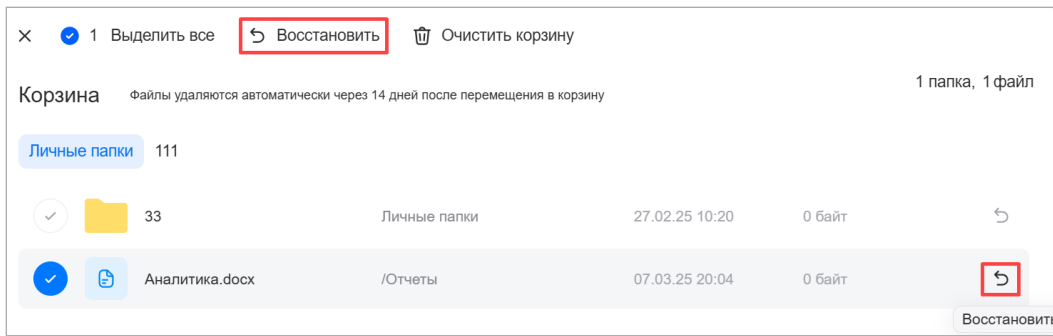 1 Выделить все Восстановить Очистить корзину
Корзина Файлы удаляются автоматически через 14 дней после перемещения в корзину 1 папка, 1 файл
Личные папки 111
33 Личные папки 27.02.25 10:20 0 байт
Аналитика.docx /Отчеты 07.03.25 20:04 0 байт
Восстановить